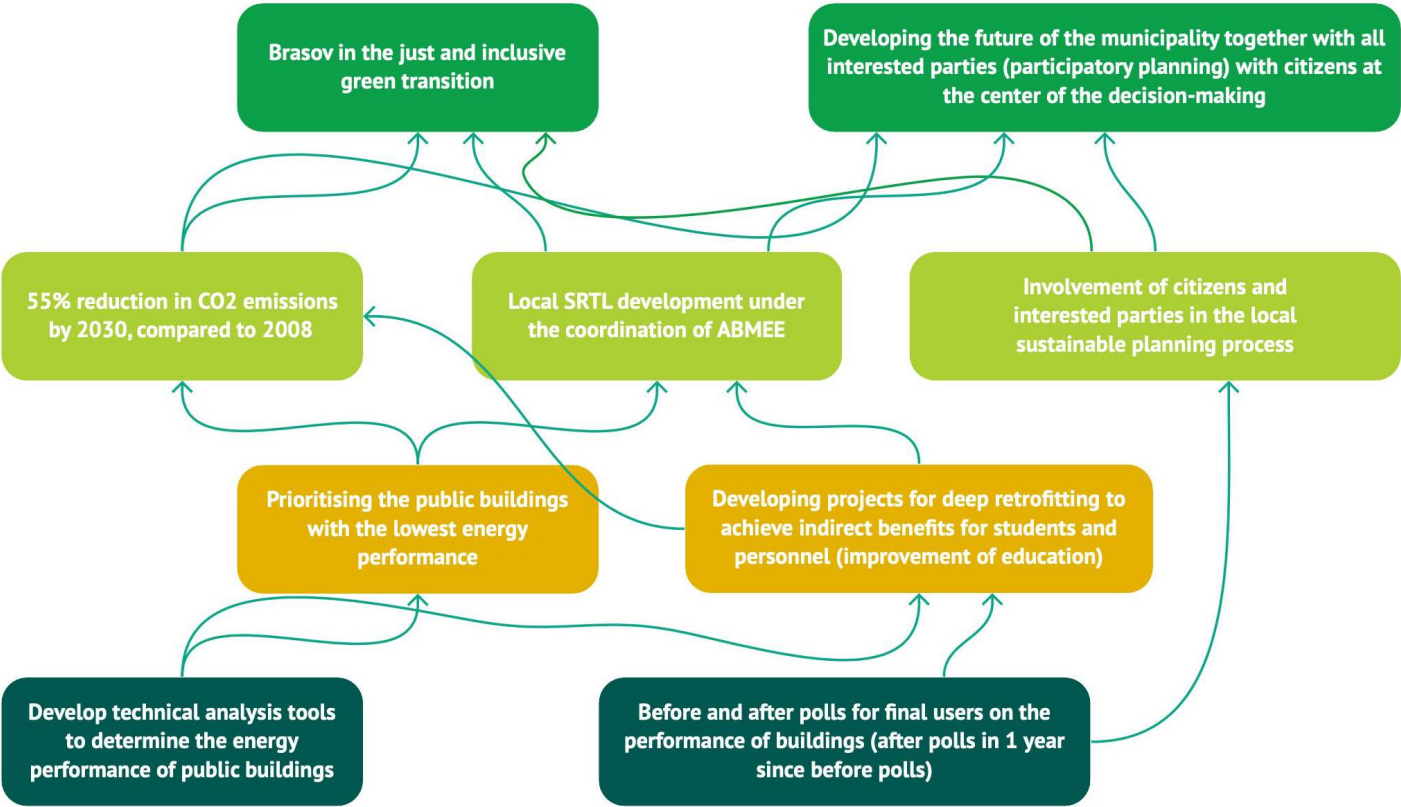 Brasov in the just and inclusive
green transition
Developing the future of the municipality together with all
interested parties (participatory planning) with citizens at
the center of the decision-making
55% reduction in CO2 emissions
by 2030, compared to 2008
Local SRTL development under
the coordination of ABMEE
Involvement of citizens and
interested parties in the local
sustainable planning process
Prioritising the public buildings
with the lowest energy
performance
Developing projects for deep retrofitting to
achieve indirect benefits for students and
personnel (improvement of education)
Develop technical analysis tools
to determine the energy
performance of public buildings
Before and after polls for final users on the
performance of buildings (after polls in 1 year
since before polls)